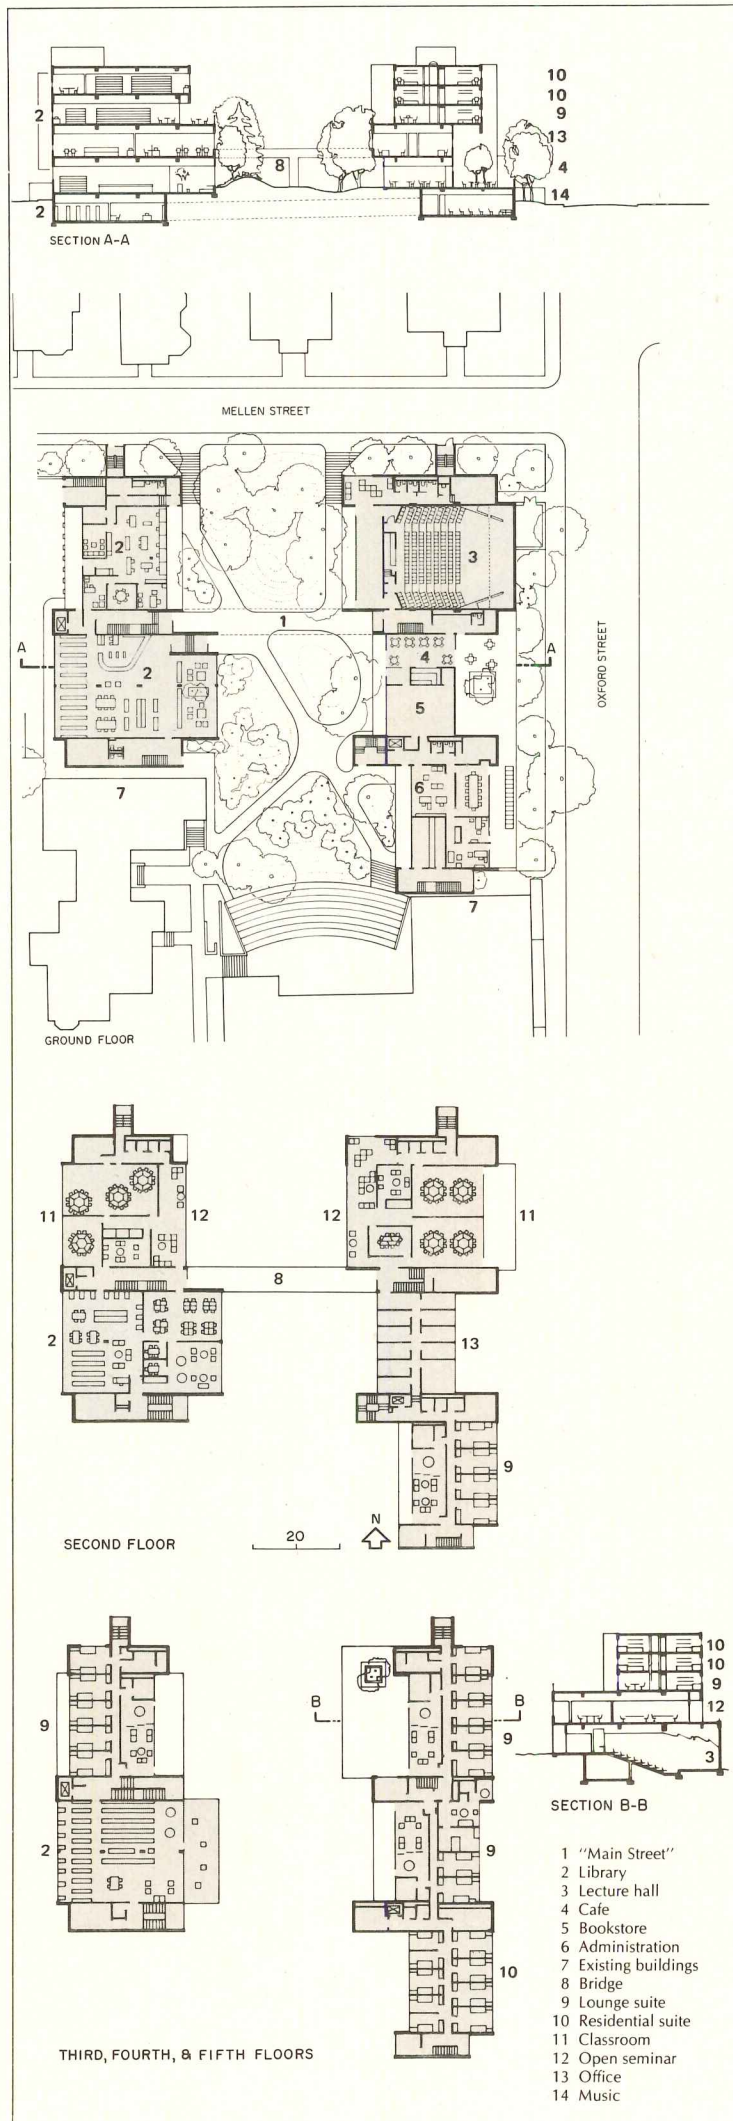 10
10
2
9
13
8
4
2
14
SECTION A-A
MELLEN STREET
2
3
1
A
2
4
A
OXFORD STREET
5
6
7
7
GROUND FLOOR
11
12
12
11
8
2
13
9
SECOND FLOOR
20
N
9
B
B
9
10
10
9
12
3
SECTION B-B
2
9
10
THIRD, FOURTH, & FIFTH FLOORS
1 "Main Street"
2 Library
3 Lecture hall
4 Cafe
5 Bookstore
6 Administration
7 Existing buildings
8 Bridge
9 Lounge suite
10 Residential suite
11 Classroom
12 Open seminar
13 Office
14 Music